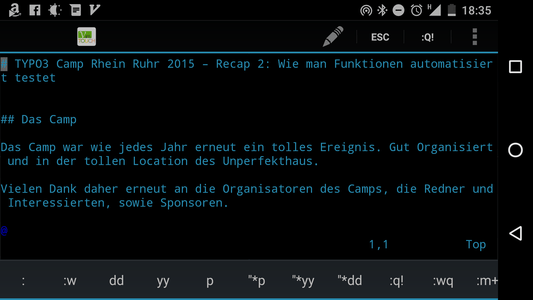 18:35
ESC
:Q!
# TYPO3 Camp Rhein Ruhr 2015 – Recap 2: Wie man Funktionen automatisier
t testet
## Das Camp
Das Camp war wie jedes Jahr erneut ein tolles Ereignis. Gut Organisiert
und in der tollen Location des Unperfekthaus.
Vielen Dank daher erneut an die Organisatoren des Camps, die Redner und
Interessierten, sowie Sponsoren.
1,1 Top
: :w dd yy p "*p "*yy "*dd :q! :wq :m+